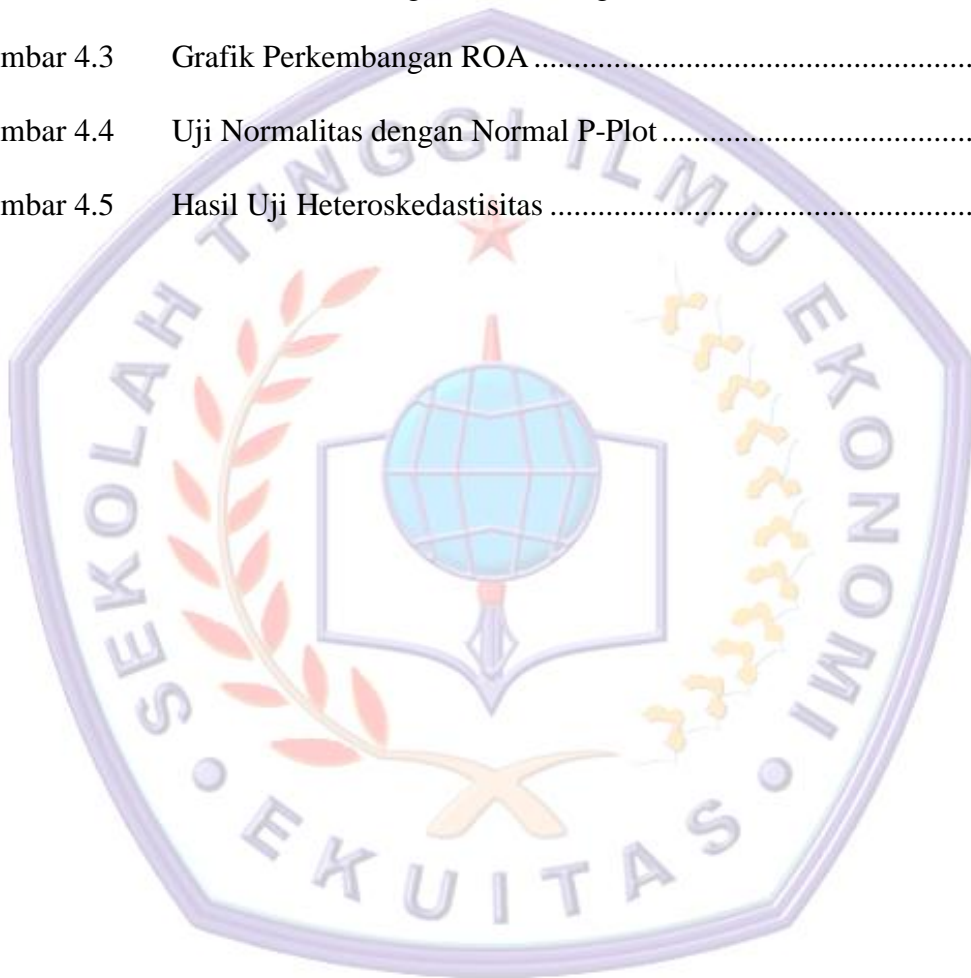 mbar 4.3 Grafik Perkembangan ROA ......................................................
mbar 4.4 Uji Normalitas dengan Normal P-Plot ......................................
mbar 4.5 Hasil Uji Heteroskedastisitas ....................................................
SEKOLAH TINGGI ILMU EKONOMI
• EKUITAS •